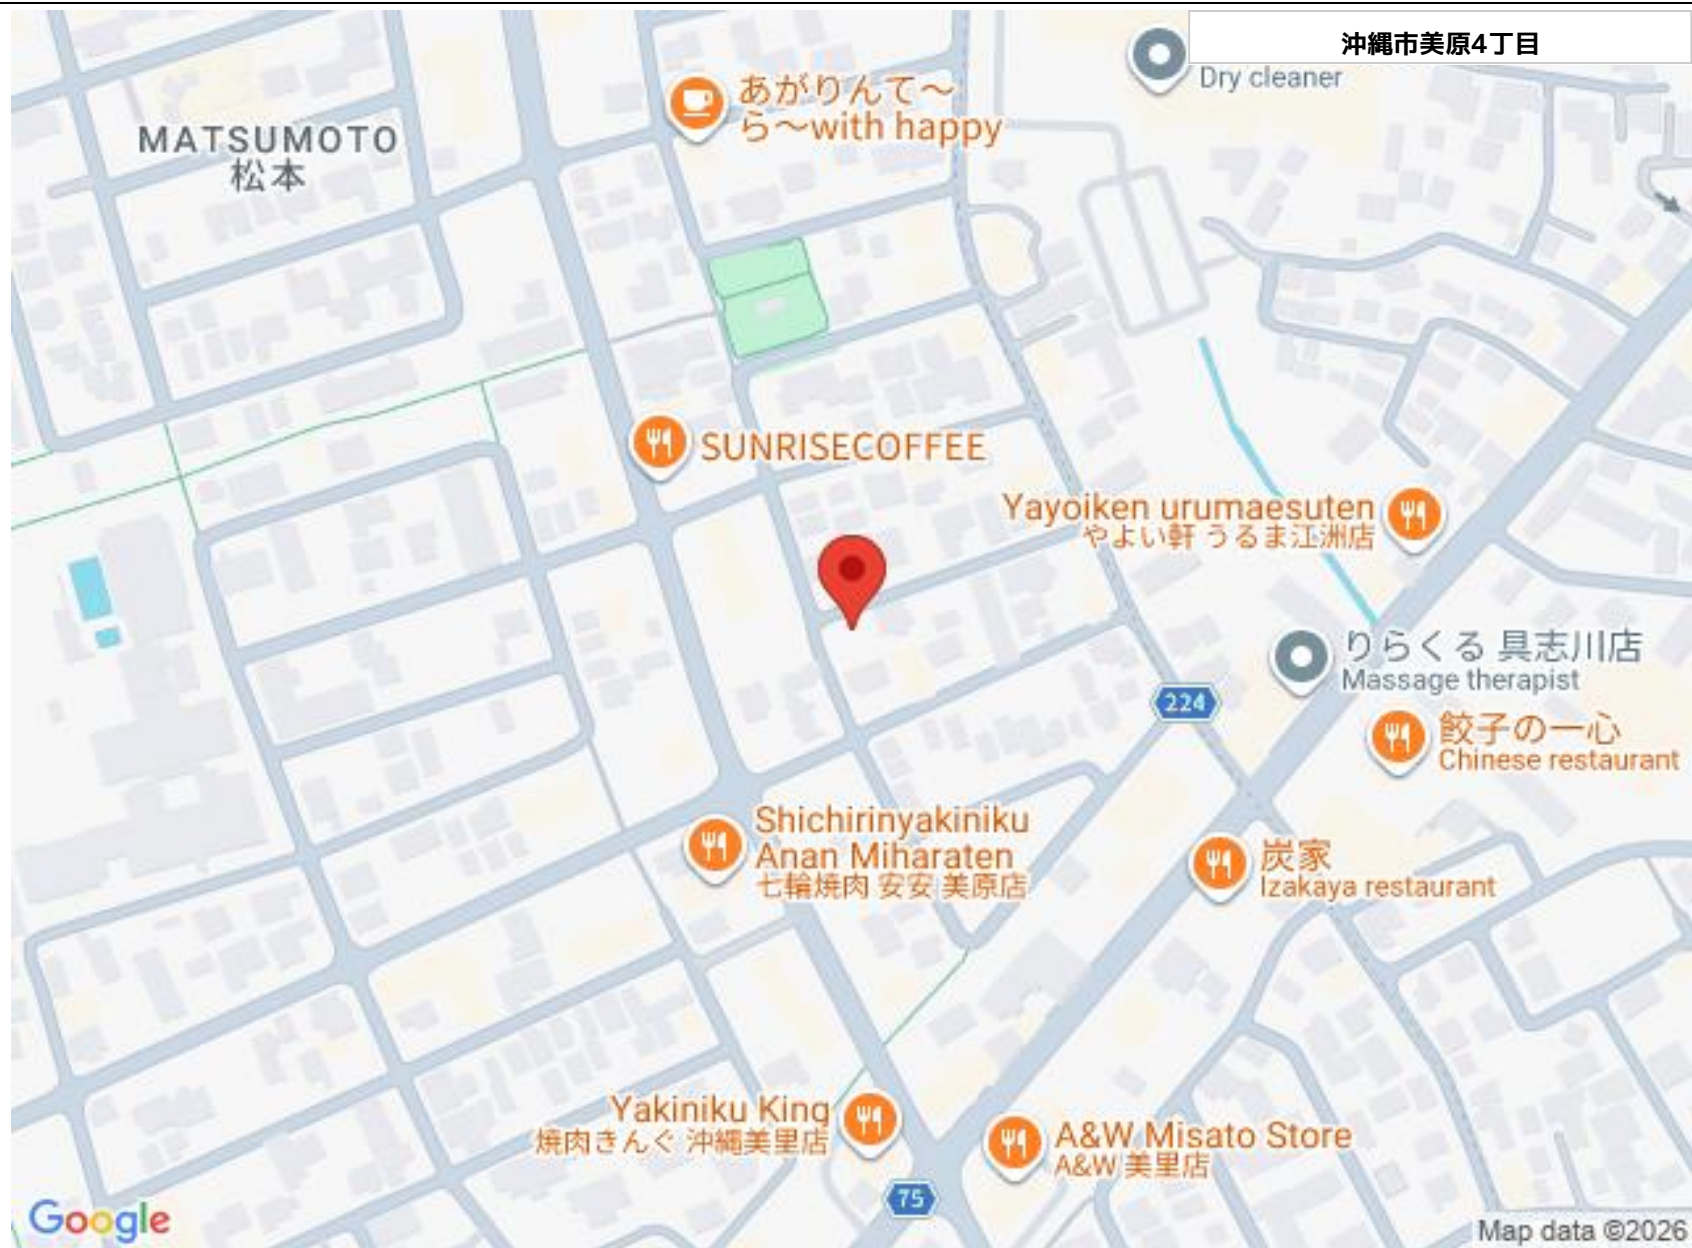 沖縄市美原4丁目
Dry cleaner
あがりんて〜
ら〜with happy
MATSUMOTO
松本
SUNRISECOFFEE
Yayoiken urumaesuten
やよい軒 うるま江洲店
りらくる 具志川店
Massage therapist
224
餃子の一心
Chinese restaurant
Shichirinyakiniku
Anan Miharaten
七輪焼肉 安安 美原店
炭家
Izakaya restaurant
Yakiniku King
焼肉きんぐ 沖縄美里店
A&W Misato Store
A&W 美里店
75
Google
Map data ©2026